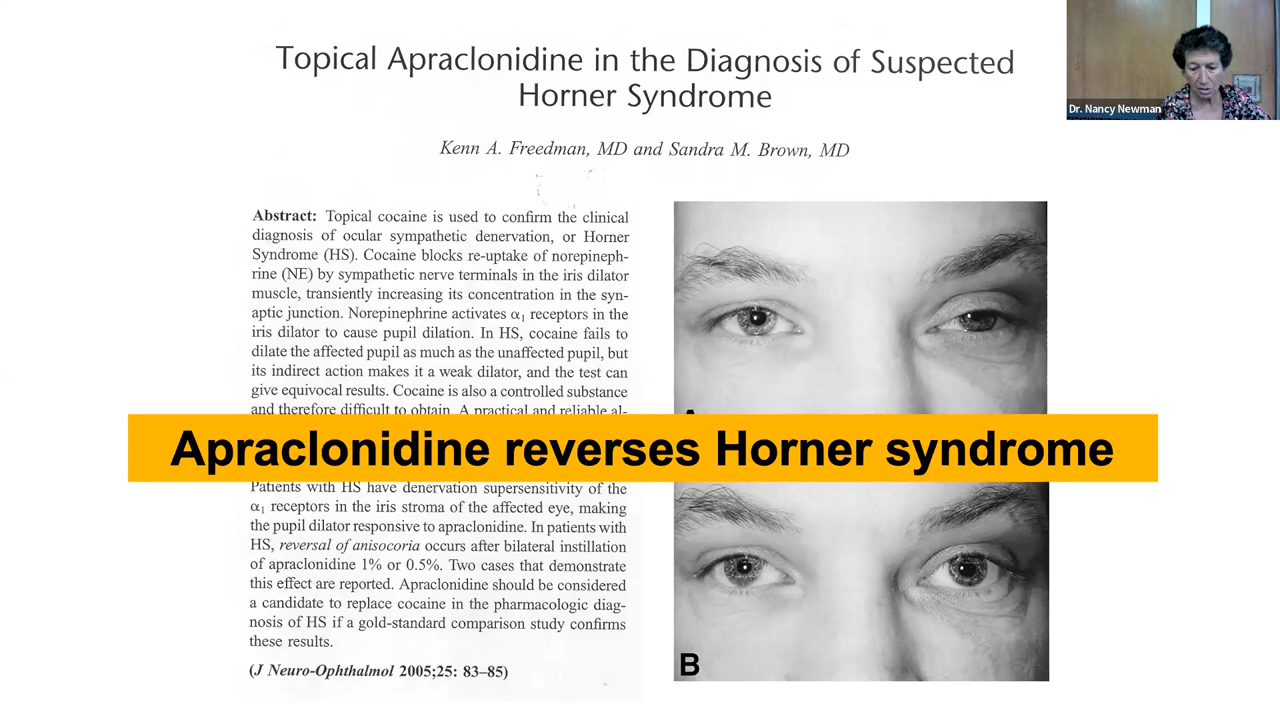 Topical Apraclonidine in the Diagnosis of Suspected
Horner Syndrome
Kenn A. Freedman, MD and Sandra M. Brown, MD
Dr. Nancy Newman
Abstract: Topical cocaine is used to confirm the clinical
diagnosis of ocular sympathetic denervation, or Horner
Syndrome (HS). Cocaine blocks re-uptake of norepineph-
rine (NE) by sympathetic nerve terminals in the iris dilator
muscle, transiently increasing its concentration in the syn-
aptic junction. Norepinephrine activates α₁ receptors in the
iris dilator to cause pupil dilation. In HS, cocaine fails to
dilate the affected pupil as much as the unaffected pupil, but
its indirect action makes it a weak dilator, and the test can
give equivocal results. Cocaine is also a controlled substance
and therefore difficult to obtain. A practical and reliable al-
Apraclonidine reverses Horner syndrome
Patients with HS have denervation supersensitivity of the
α₁ receptors in the iris stroma of the affected eye, making
the pupil dilator responsive to apraclonidine. In patients with
HS, reversal of anisocoria occurs after bilateral instillation
of apraclonidine 1% or 0.5%. Two cases that demonstrate
this effect are reported. Apraclonidine should be considered
a candidate to replace cocaine in the pharmacologic diag-
nosis of HS if a gold-standard comparison study confirms
these results.
(J Neuro-Ophthalmol 2005;25: 83–85)
B